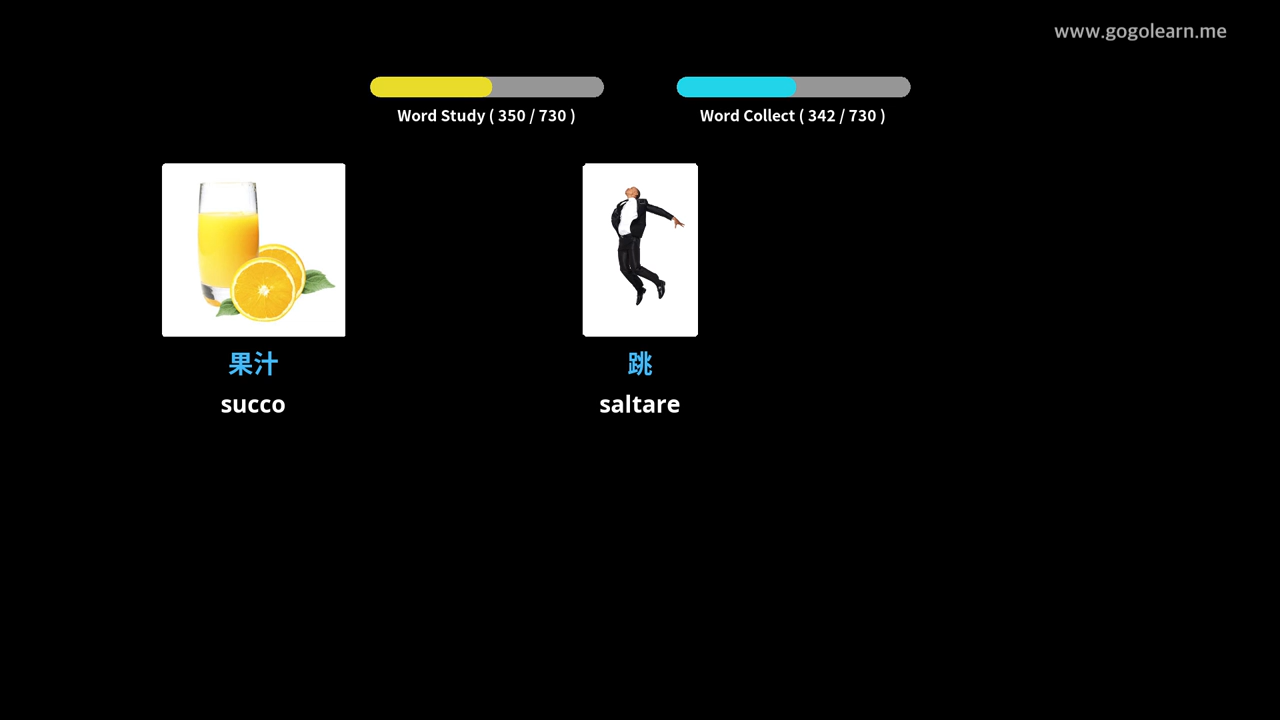 www.gogolearn.me
Word Study ( 350 / 730 )
Word Collect ( 342 / 730 )
果汁
succo
跳
saltare